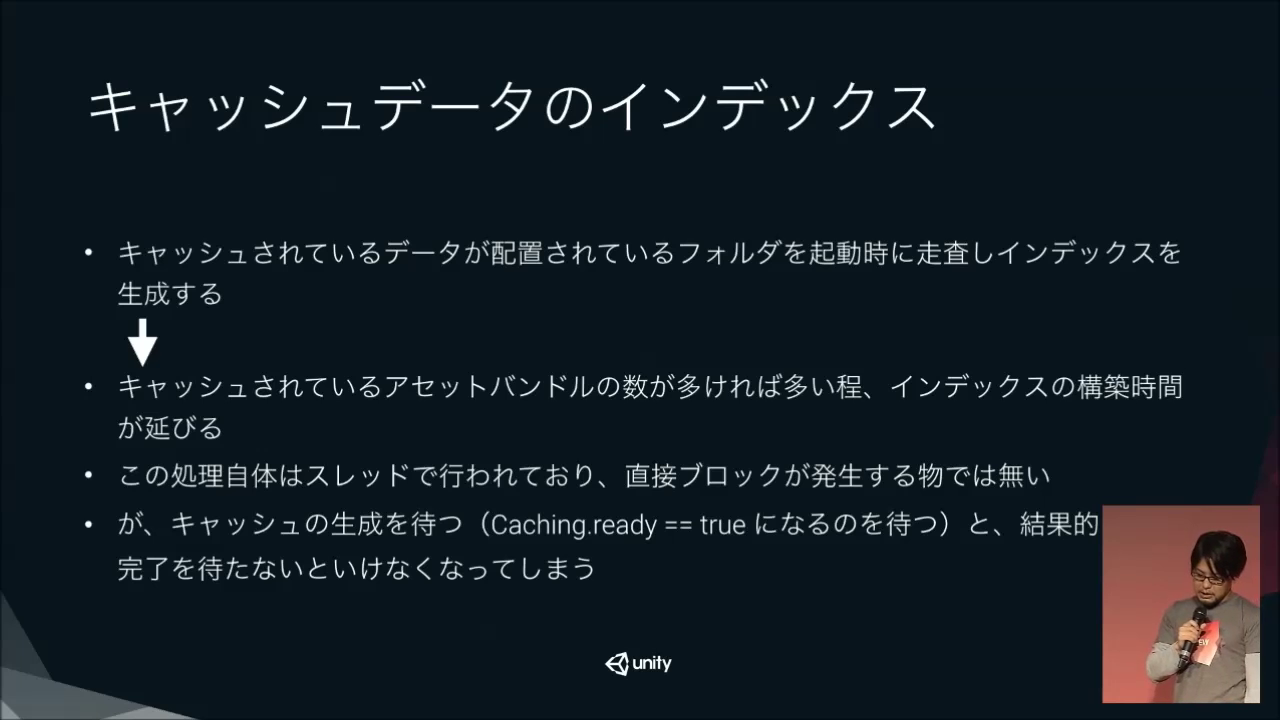 キャッシュデータのインデックス
• キャッシュされているデータが配置されているフォルダを起動時に走査しインデックスを
生成する
• キャッシュされているアセットバンドルの数が多ければ多い程、インデックスの構築時間
が延びる
• この処理自体はスレッドで行われており、直接ブロックが発生する物では無い
• が、キャッシュの生成を待つ（Caching.ready == true になるのを待つ）と、結果的
完了を待たないといけなくなってしまう
unity